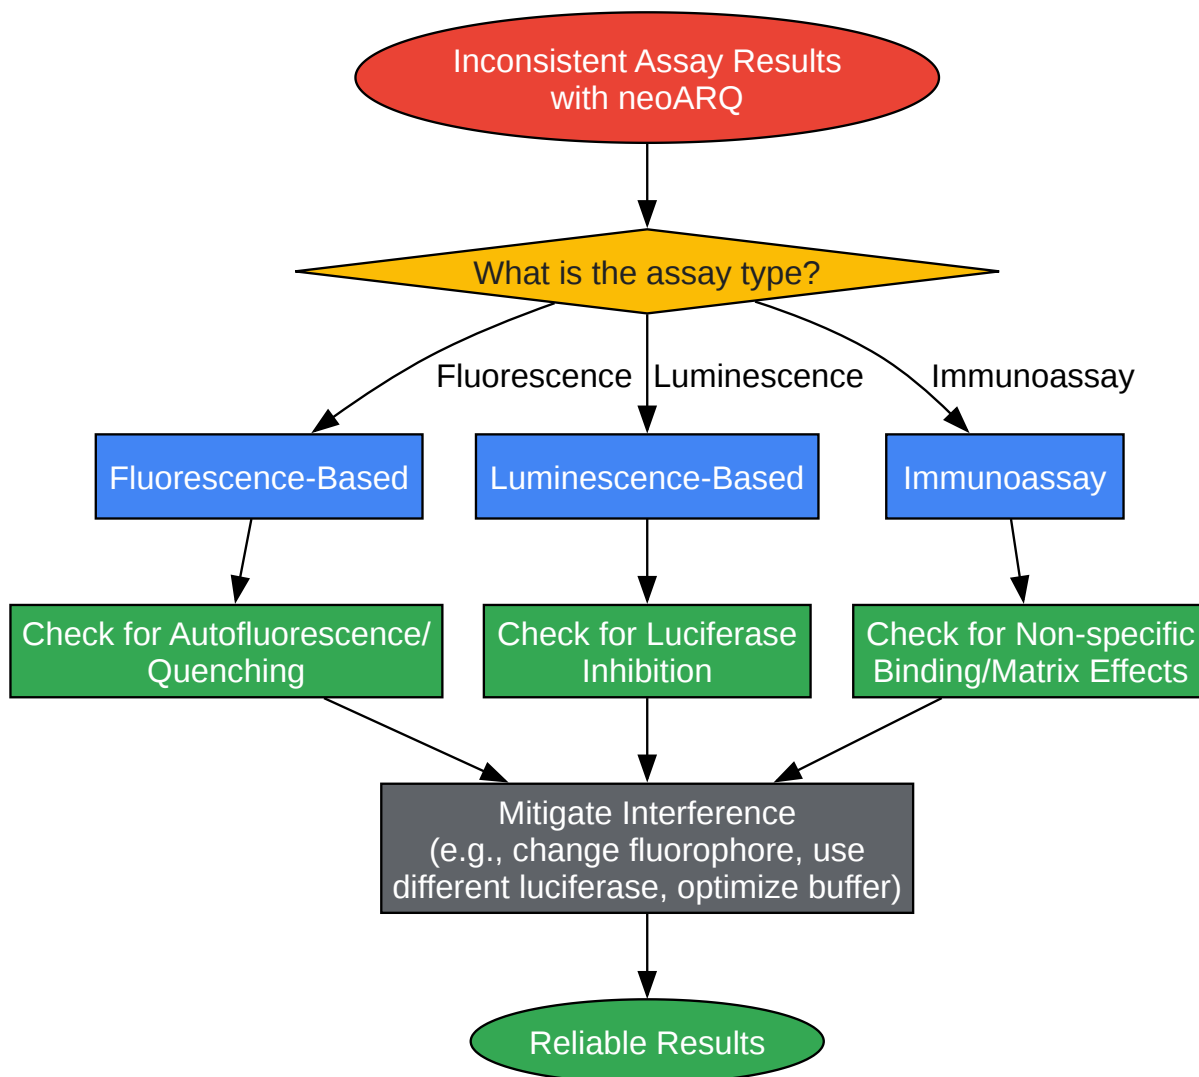 Inconsistent Assay Results
with neoARQ
What is the assay type?
Fluorescence
Luminescence
Immunoassay
Fluorescence-Based
Luminescence-Based
Immunoassay
Check for Autofluorescence/
Quenching
Check for Luciferase
Inhibition
Check for Non-specific
Binding/Matrix Effects
Mitigate Interference
(e.g., change fluorophore, use
different luciferase, optimize buffer)
Reliable Results